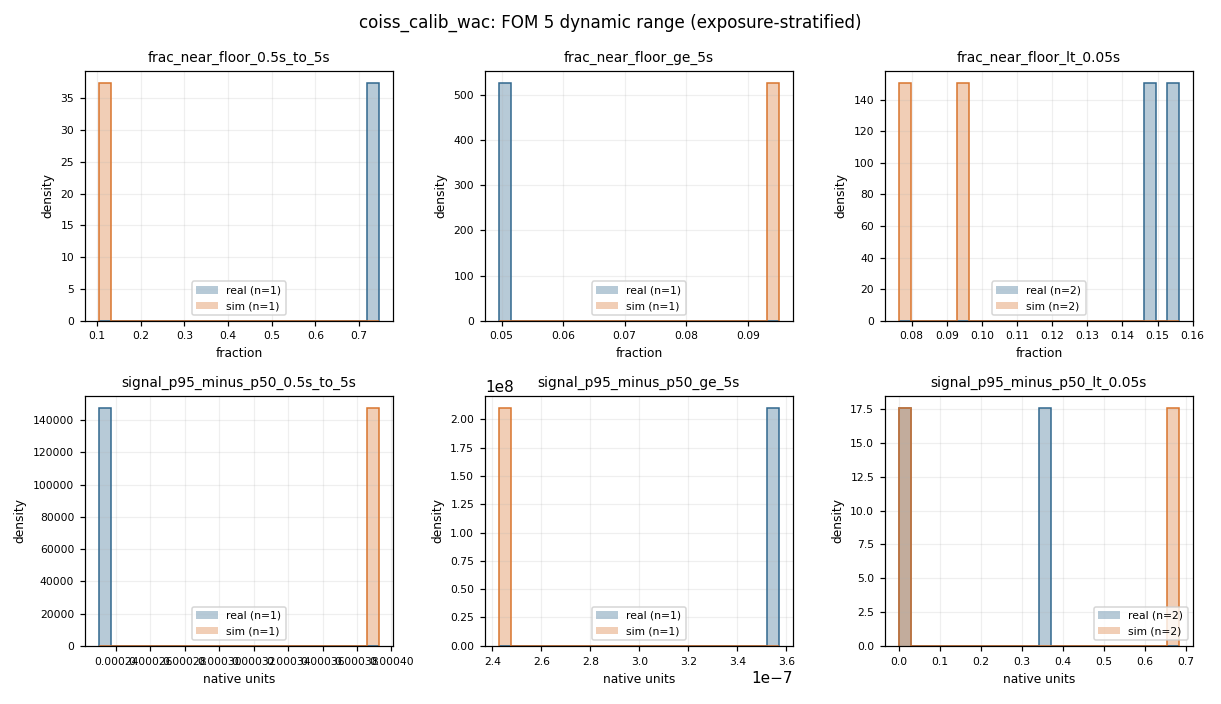 coiss_calib_wac: FOM 5 dynamic range (exposure-stratified)
frac_near_floor_0.5s_to_5s
density
35
30
25
20
15
10
5
0
0.1 0.2 0.3 0.4 0.5 0.6 0.7
fraction
real (n=1)
sim (n=1)
frac_near_floor_ge_5s
density
500
400
300
200
100
0
0.05 0.06 0.07 0.08 0.09
fraction
real (n=1)
sim (n=1)
frac_near_floor_lt_0.05s
density
140
120
100
80
60
40
20
0
0.08 0.09 0.10 0.11 0.12 0.13 0.14 0.15 0.16
fraction
real (n=2)
sim (n=2)
signal_p95_minus_p50_0.5s_to_5s
density
140000
120000
100000
80000
60000
40000
20000
0
native units
real (n=1)
sim (n=1)
signal_p95_minus_p50_ge_5s
1e8
density
2.00
1.75
1.50
1.25
1.00
0.75
0.50
0.25
0.00
2.4 2.6 2.8 3.0 3.2 3.4 3.6
1e−7
native units
real (n=1)
sim (n=1)
signal_p95_minus_p50_lt_0.05s
density
17.5
15.0
12.5
10.0
7.5
5.0
2.5
0.0
0.0 0.1 0.2 0.3 0.4 0.5 0.6 0.7
native units
real (n=2)
sim (n=2)